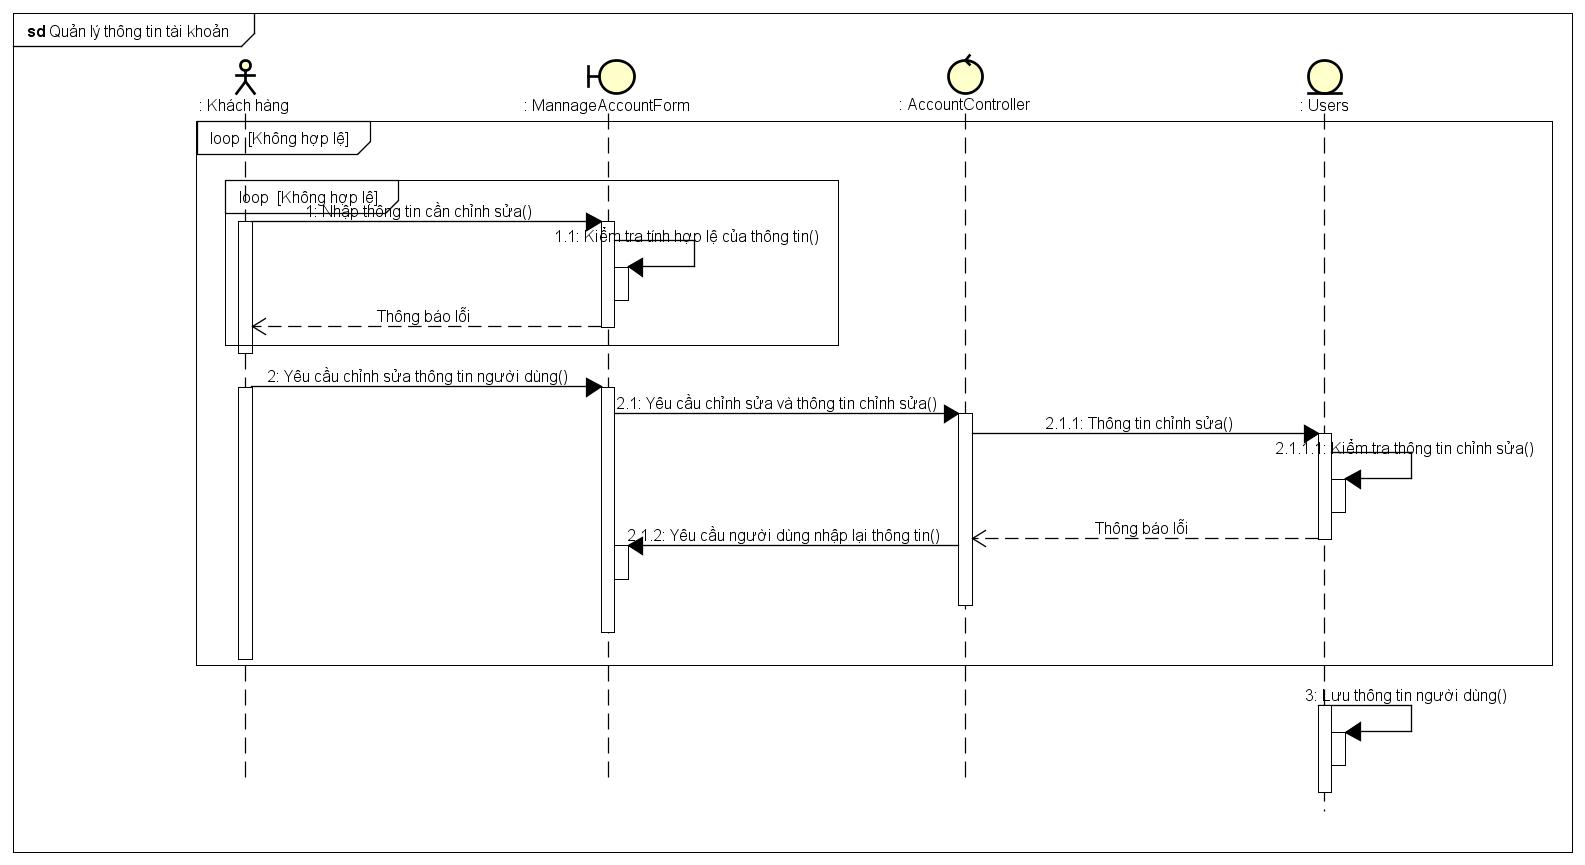 sd Quản lý thông tin tài khoản
: Khách hàng
: MannageAccountForm
: AccountController
: Users
loop [Không hợp lệ]
loop [Không hợp lệ]
1: Nhập thông tin cần chỉnh sửa()
1.1: Kiểm tra tính hợp lệ của thông tin()
Thông báo lỗi
2: Yêu cầu chỉnh sửa thông tin người dùng()
2.1: Yêu cầu chỉnh sửa và thông tin chỉnh sửa()
2.1.1: Thông tin chỉnh sửa()
2.1.1.1: Kiểm tra thông tin chỉnh sửa()
Thông báo lỗi
2.1.2: Yêu cầu người dùng nhập lại thông tin()
3: Lưu thông tin người dùng()